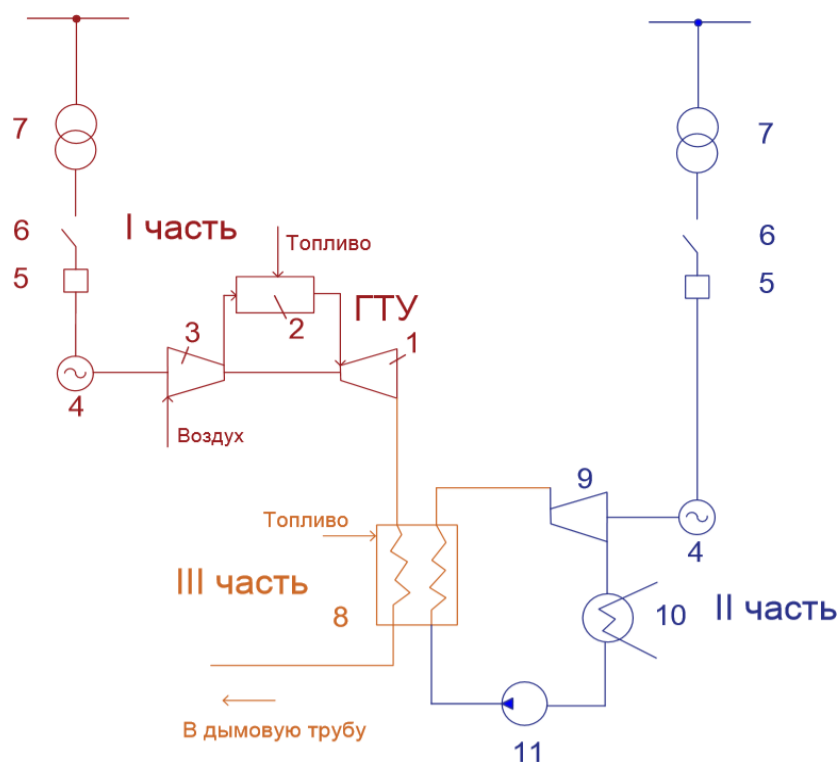 7
7
6
I часть
6
Топливо
5
5
ГТУ
3
2
1
4
Воздух
9
Топливо
4
III часть
8
10
II часть
В дымовую трубу
11